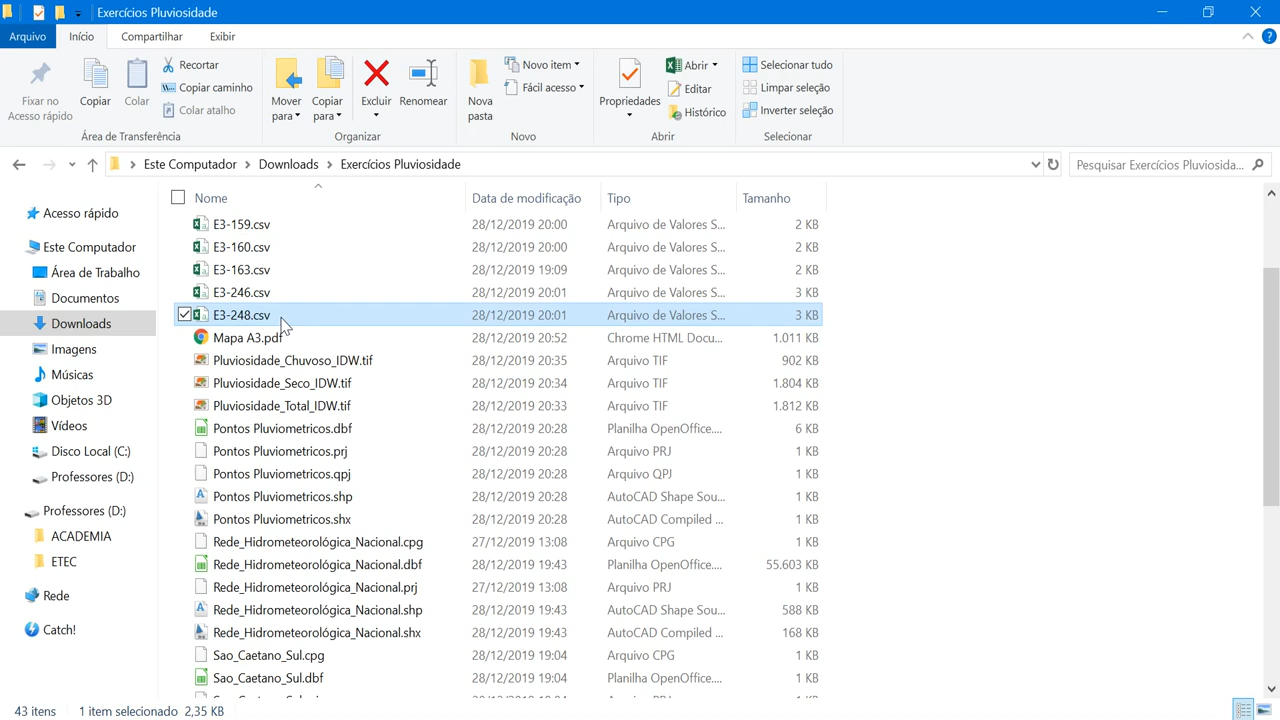 Exercícios Pluviosidade
Arquivo Início Compartilhar Exibir
Fixar no Acesso rápido
Copiar
Colar
Recortar
Copiar caminho
Colar atalho
Área de Transferência
Mover para
Copiar para
Excluir
Renomear
Organizar
Nova pasta
Novo item
Fácil acesso
Novo
Propriedades
Abrir
Editar
Histórico
Abrir
Selecionar tudo
Limpar seleção
Inverter seleção
Selecionar
Este Computador > Downloads > Exercícios Pluviosidade
Pesquisar Exercícios Pluviosida...
Acesso rápido
Este Computador
Área de Trabalho
Documentos
Downloads
Imagens
Músicas
Objetos 3D
Vídeos
Disco Local (C:)
Professores (D:)
Professores (D:)
ACADEMIA
ETEC
Rede
Catch!
Nome Data de modificação Tipo Tamanho
E3-159.csv 28/12/2019 20:00 Arquivo de Valores S... 2 KB
E3-160.csv 28/12/2019 20:00 Arquivo de Valores S... 2 KB
E3-163.csv 28/12/2019 19:09 Arquivo de Valores S... 2 KB
E3-246.csv 28/12/2019 20:01 Arquivo de Valores S... 3 KB
E3-248.csv 28/12/2019 20:01 Arquivo de Valores S... 3 KB
Mapa A3.pdf 28/12/2019 20:52 Chrome HTML Docu... 1.011 KB
Pluviosidade_Chuvoso_IDW.tif 28/12/2019 20:35 Arquivo TIF 902 KB
Pluviosidade_Seco_IDW.tif 28/12/2019 20:34 Arquivo TIF 1.804 KB
Pluviosidade_Total_IDW.tif 28/12/2019 20:33 Arquivo TIF 1.812 KB
Pontos Pluviometricos.dbf 28/12/2019 20:28 Planilha OpenOffice.... 6 KB
Pontos Pluviometricos.prj 28/12/2019 20:28 Arquivo PRJ 1 KB
Pontos Pluviometricos.qpj 28/12/2019 20:28 Arquivo QPJ 1 KB
Pontos Pluviometricos.shp 28/12/2019 20:28 AutoCAD Shape Sou... 1 KB
Pontos Pluviometricos.shx 28/12/2019 20:28 AutoCAD Compiled ... 1 KB
Rede_Hidrometeorológica_Nacional.cpg 27/12/2019 13:08 Arquivo CPG 1 KB
Rede_Hidrometeorológica_Nacional.dbf 28/12/2019 19:43 Planilha OpenOffice.... 55.603 KB
Rede_Hidrometeorológica_Nacional.prj 27/12/2019 13:08 Arquivo PRJ 1 KB
Rede_Hidrometeorológica_Nacional.shp 28/12/2019 19:43 AutoCAD Shape Sou... 588 KB
Rede_Hidrometeorológica_Nacional.shx 28/12/2019 19:43 AutoCAD Compiled ... 168 KB
Sao_Caetano_Sul.cpg 28/12/2019 19:04 Arquivo CPG 1 KB
Sao_Caetano_Sul.dbf 28/12/2019 19:04 Planilha OpenOffice.... 1 KB
43 itens 1 item selecionado 2,35 KB